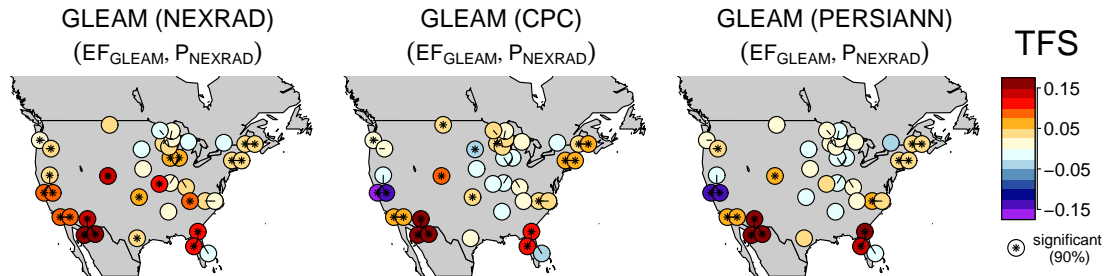 GLEAM (NEXRAD)
(EF_GLEAM, P_NEXRAD)
GLEAM (CPC)
(EF_GLEAM, P_NEXRAD)
GLEAM (PERSIANN)
(EF_GLEAM, P_NEXRAD)
TFS
0.15
0.05
−0.05
−0.15
significant
(90%)